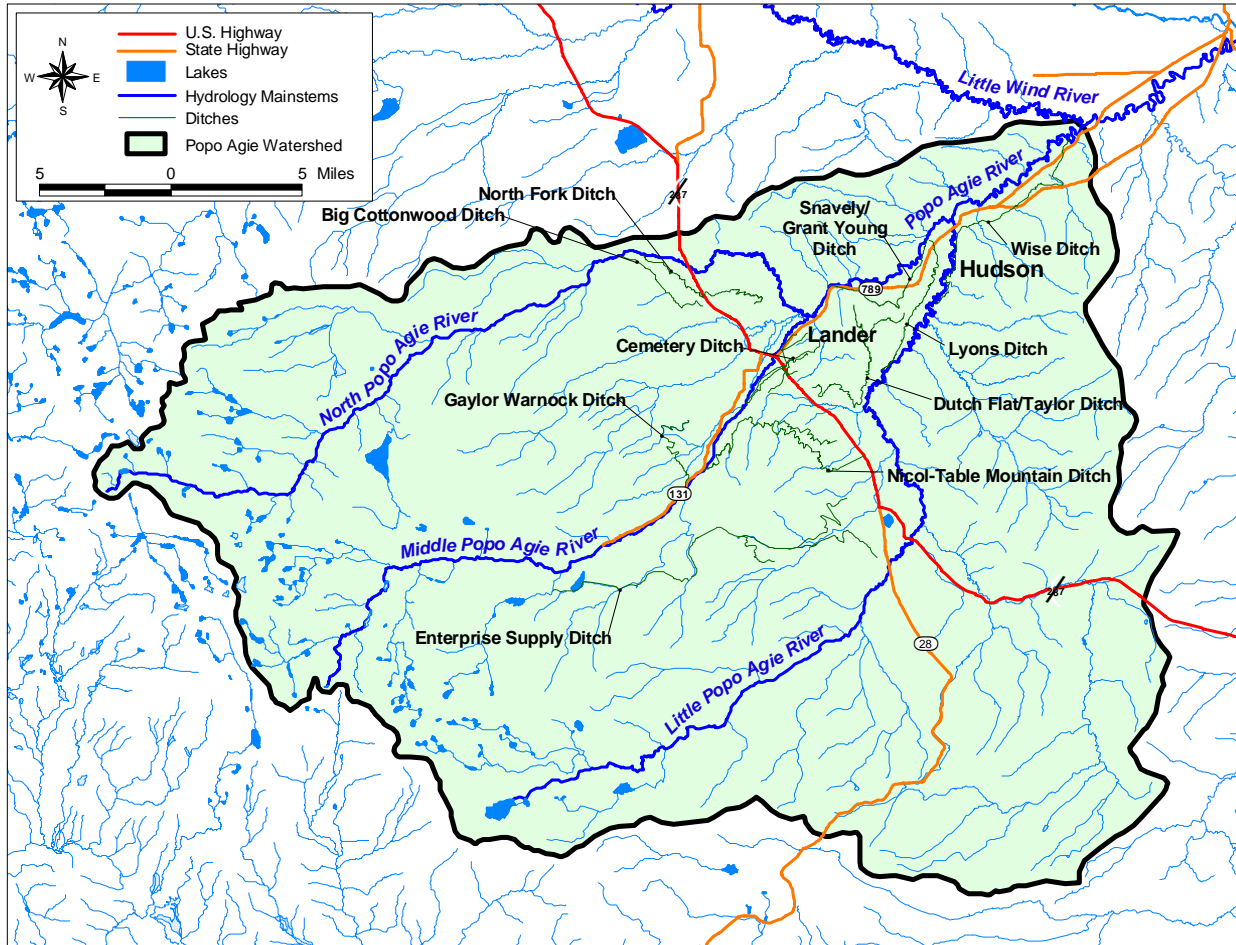 U.S. Highway
State Highway
Lakes
Hydrology Mainstems
Ditches
Popo Agie Watershed
N
W E
S
5 0 5 Miles
Little Wind River
Popo Agie River
287
North Fork Ditch
Big Cottonwood Ditch
Snavely/
Grant Young
Ditch
Wise Ditch
Hudson
789
Lander
Cemetery Ditch
Lyons Ditch
North Popo Agie River
Gaylor Warnock Ditch
Dutch Flat/Taylor Ditch
Nicol-Table Mountain Ditch
131
Middle Popo Agie River
287
Enterprise Supply Ditch
28
Little Popo Agie River